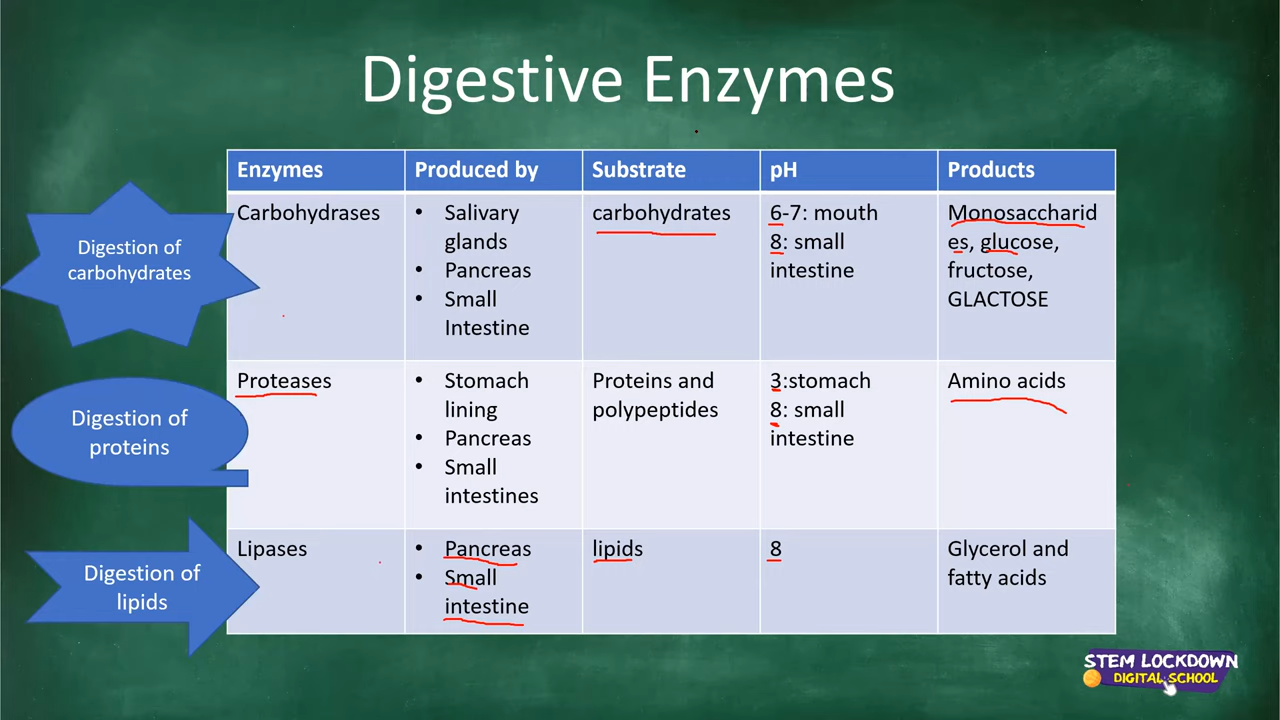 Digestive Enzymes
Enzymes
Produced by
Substrate
pH
Products
Digestion of
carbohydrates
Carbohydrases
• Salivary
glands
• Pancreas
• Small
Intestine
carbohydrates
6-7: mouth
8: small
intestine
Monosaccharid
es, glucose,
fructose,
GLACTOSE
Digestion of
proteins
Proteases
• Stomach
lining
• Pancreas
• Small
intestines
Proteins and
polypeptides
3:stomach
8: small
intestine
Amino acids
Digestion of
lipids
Lipases
• Pancreas
• Small
intestine
lipids
8
Glycerol and
fatty acids
STEM LOCKDOWN
DIGITAL SCHOOL